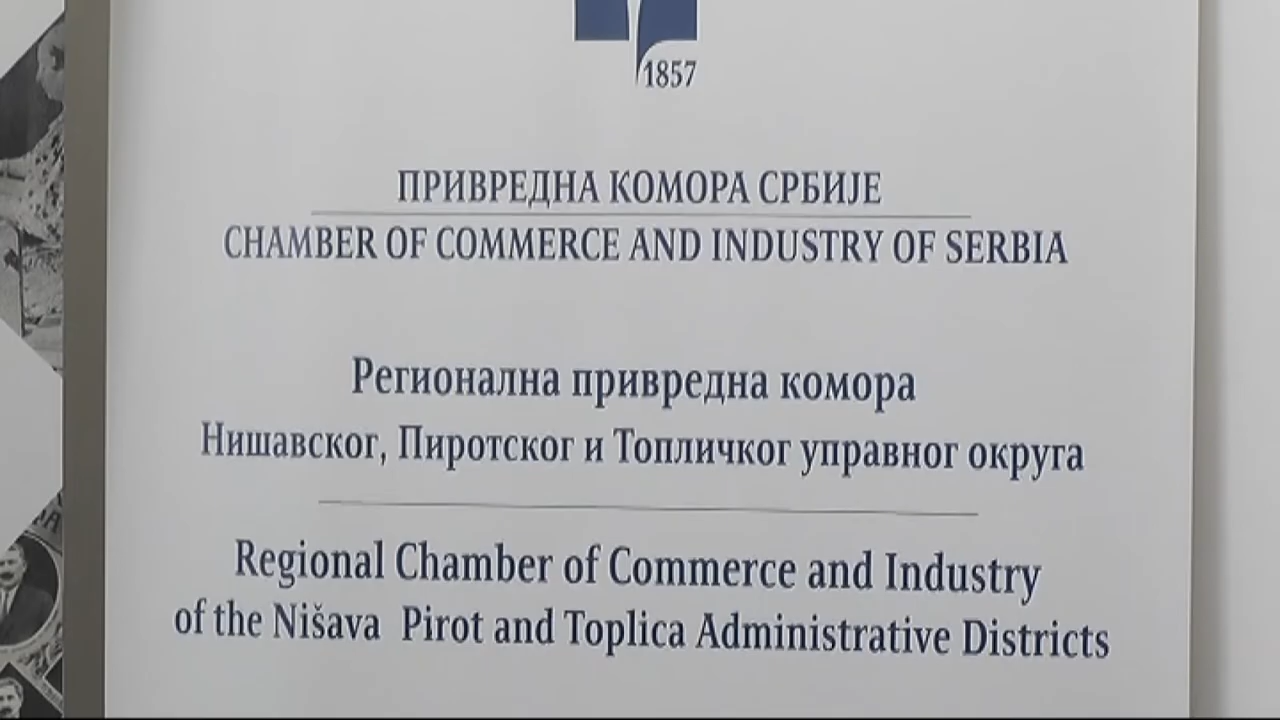 1857
ПРИВРЕДНА КОМОРА СРБИЈЕ
CHAMBER OF COMMERCE AND INDUSTRY OF SERBIA
Регионална привредна комора
Нишавског, Пиротског и Топличког управног округа
Regional Chamber of Commerce and Industry
of the Nišava Pirot and Toplica Administrative Districts